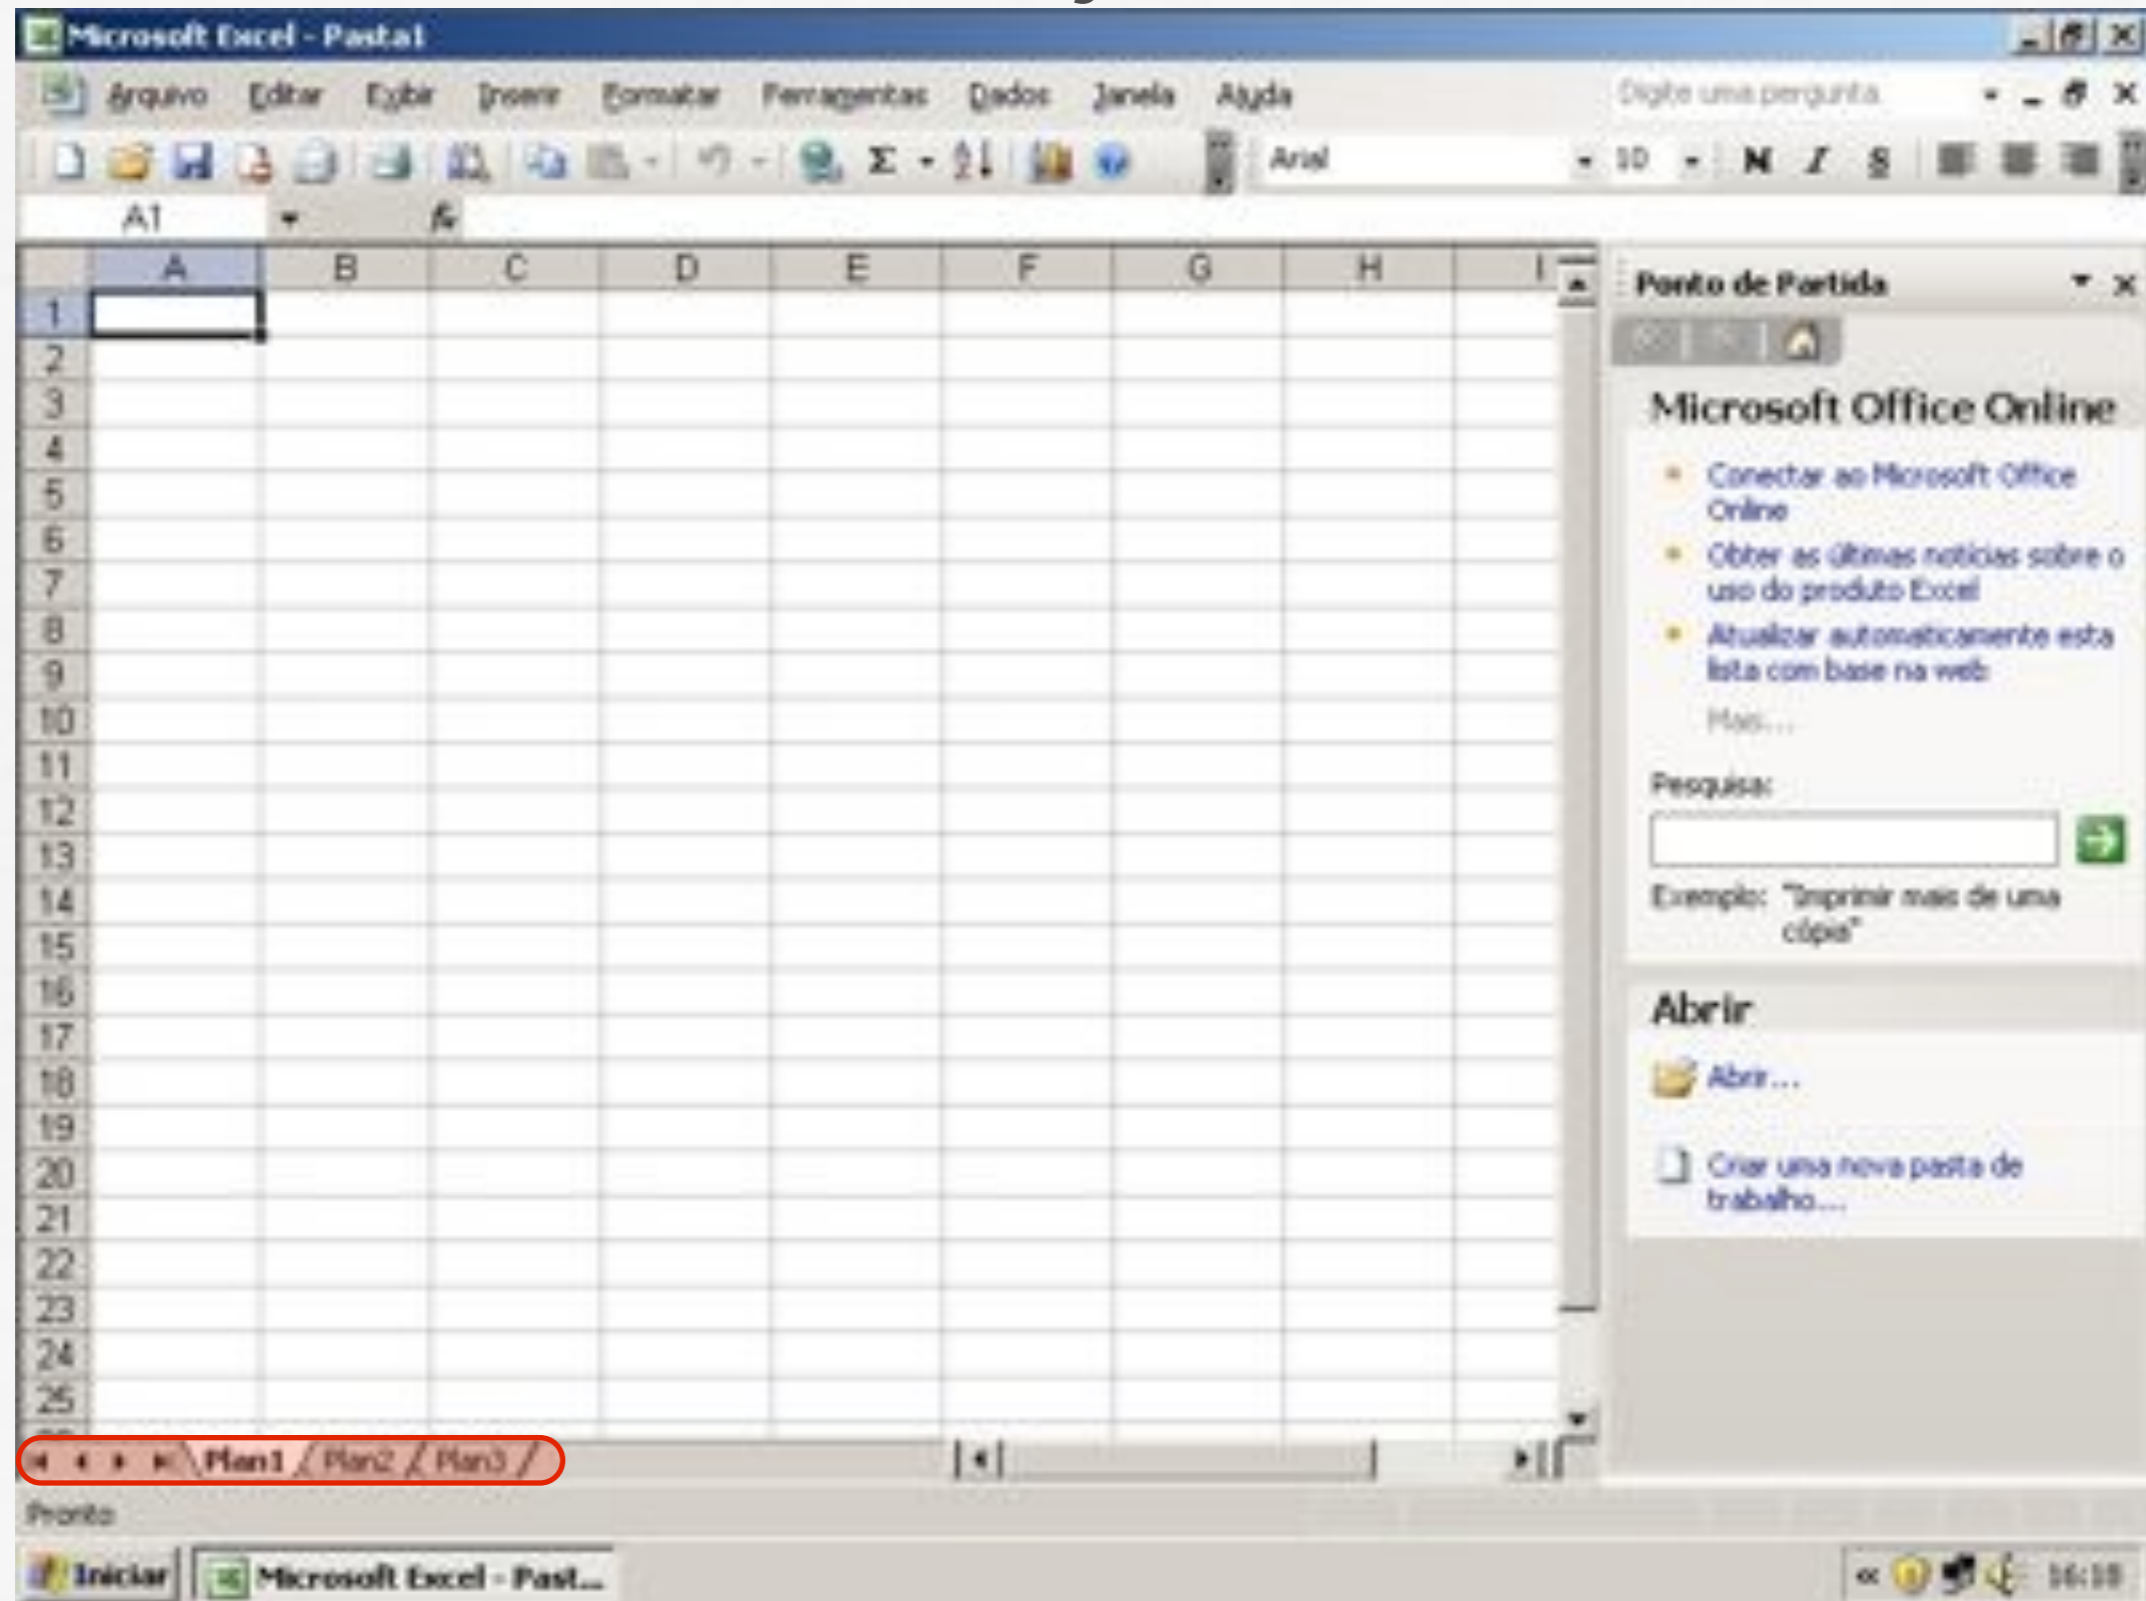 Microsoft Excel - Pasta1
Arquivo Editar Exibir Inserir Formatar Ferramentas Dados Janela Ajuda Digite uma pergunta
Arial 10 N I S
A1 fx
A B C D E F G H I
1
2
3
4
5
6
7
8
9
10
11
12
13
14
15
16
17
18
19
20
21
22
23
24
25
Ponto de Partida
Microsoft Office Online
Conectar ao Microsoft Office
Online
Obter as últimas notícias sobre o
uso do produto Excel
Atualizar automaticamente esta
lista com base na web
Mais...
Pesquisa:
Exemplo: "Imprimir mais de uma
cópia"
Abrir
Abrir...
Criar uma nova pasta de
trabalho...
Plan1 Plan2 Plan3
Pronto
Iniciar Microsoft Excel - Past... 16:18